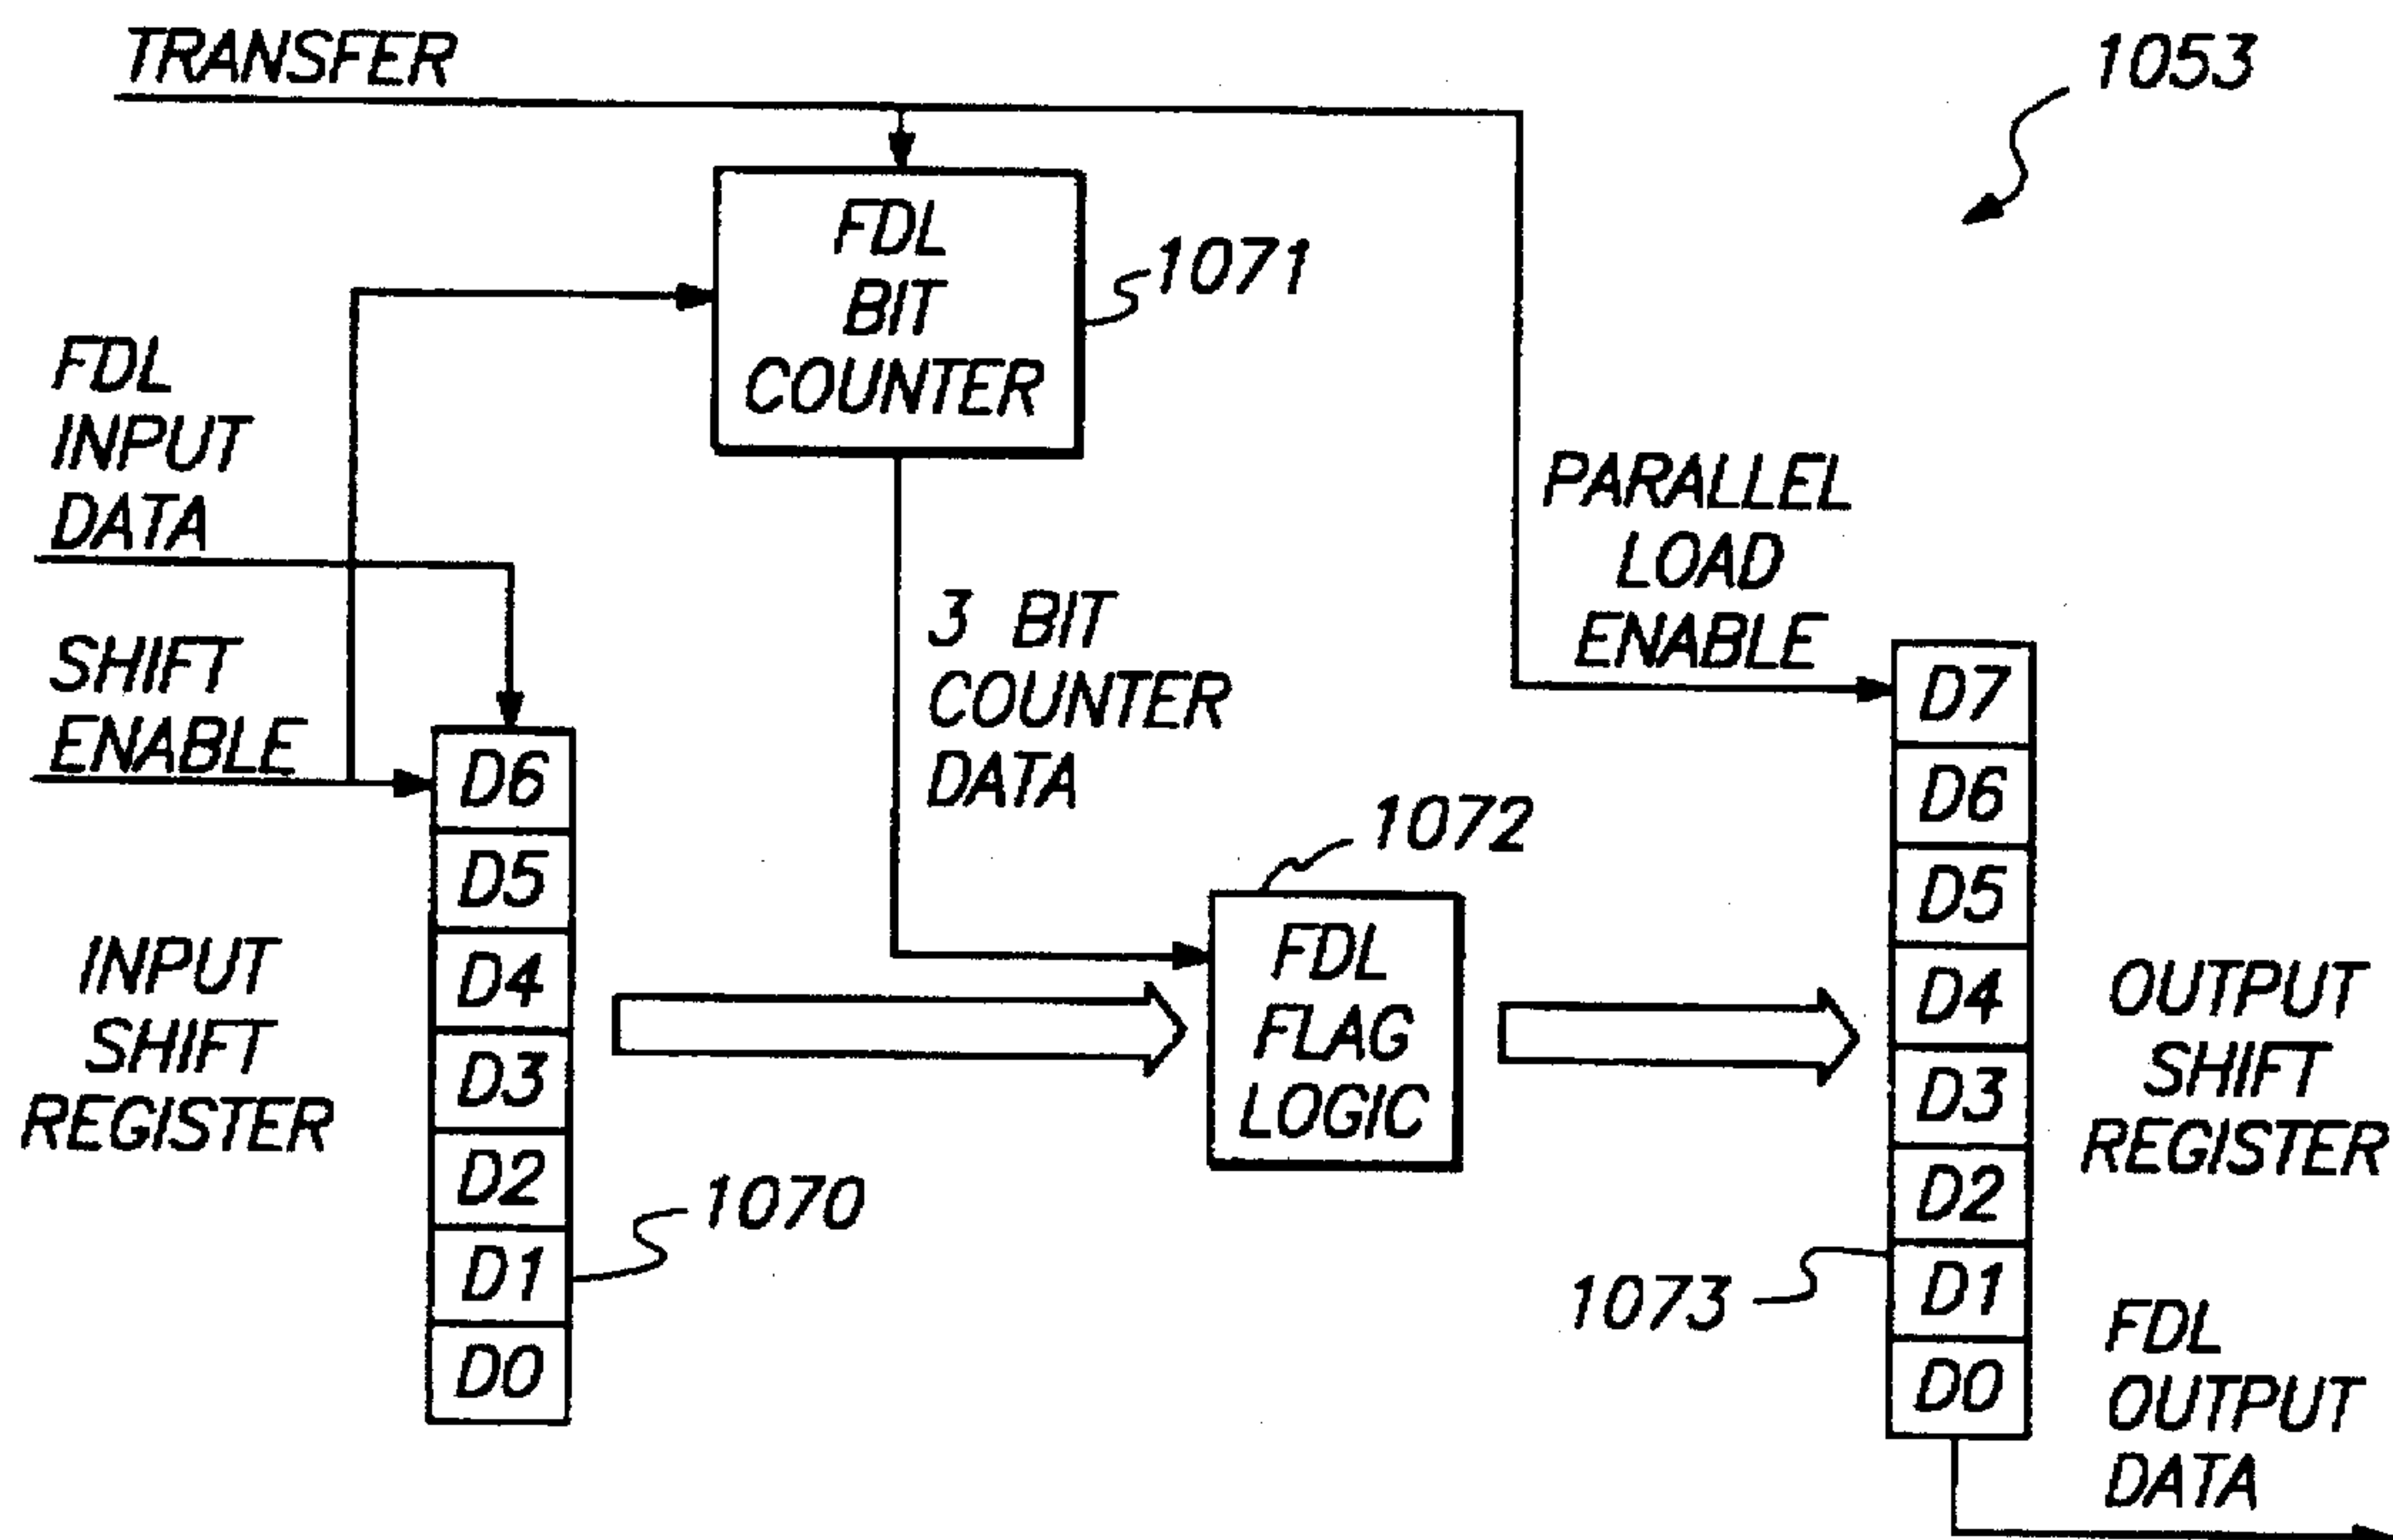 TRANSFER
1053
FDL
BIT
COUNTER
1071
FDL
INPUT
DATA
SHIFT
ENABLE
PARALLEL
LOAD
ENABLE
3 BIT
COUNTER
DATA
D6
D5
D4
D3
D2
D1
D0
INPUT
SHIFT
REGISTER
1070
1072
FDL
FLAG
LOGIC
D7
D6
D5
D4
D3
D2
D1
D0
OUTPUT
SHIFT
REGISTER
1073
FDL
OUTPUT
DATA